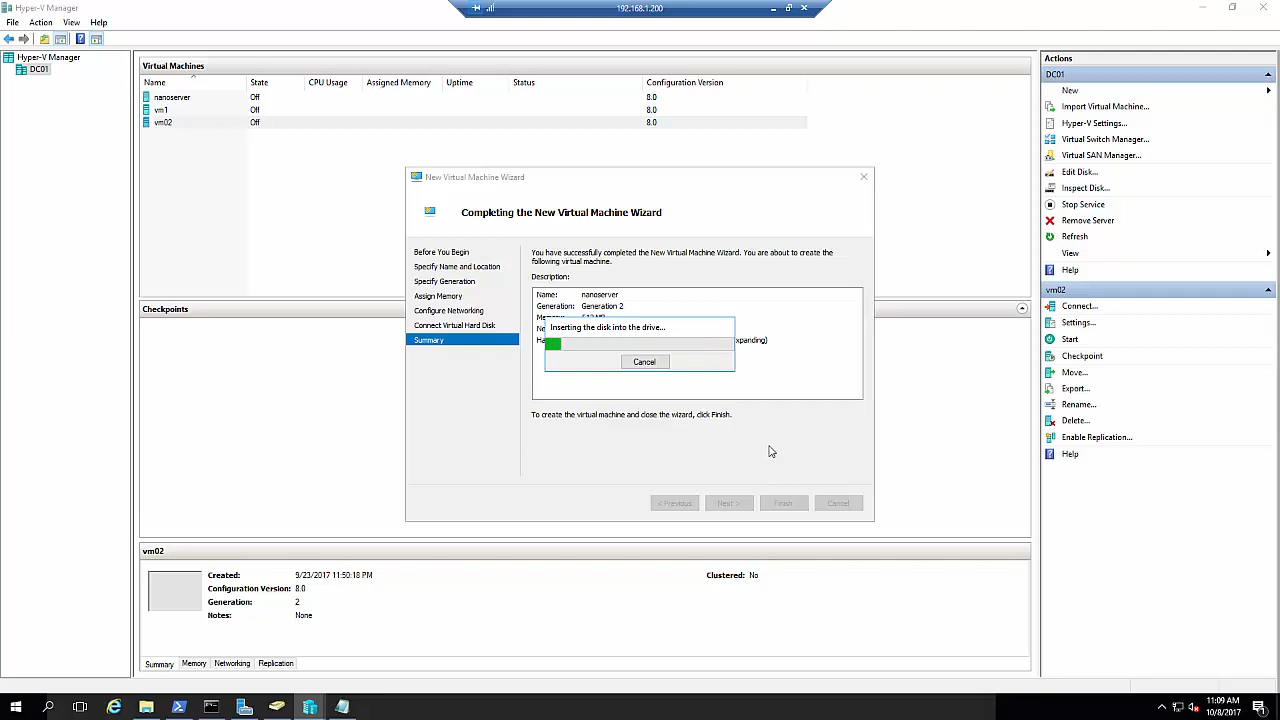 Hyper-V Manager
192.168.1.200
File Action View Help
Hyper-V Manager
DC01
Virtual Machines
Name State CPU Usage Assigned Memory Uptime Status Configuration Version
nanoserver Off 8.0
vm1 Off 8.0
vm02 Off 8.0
New Virtual Machine Wizard
Completing the New Virtual Machine Wizard
Before You Begin
Specify Name and Location
Specify Generation
Assign Memory
Configure Networking
Connect Virtual Hard Disk
Summary
You have successfully completed the New Virtual Machine Wizard. You are about to create the
following virtual machine.
Description:
Name: nanoserver
Generation: Generation 2
Inserting the disk into the drive...
xpanding)
Cancel
To create the virtual machine and close the wizard, click Finish.
< Previous Next > Finish Cancel
Checkpoints
vm02
Created: 9/23/2017 11:50:18 PM Clustered: No
Configuration Version: 8.0
Generation: 2
Notes: None
Summary Memory Networking Replication
Actions
DC01
New
Import Virtual Machine...
Hyper-V Settings...
Virtual Switch Manager...
Virtual SAN Manager...
Edit Disk...
Inspect Disk...
Stop Service
Remove Server
Refresh
View
Help
vm02
Connect...
Settings...
Start
Checkpoint
Move...
Export...
Rename...
Delete...
Enable Replication...
Help
11:09 AM
10/8/2017